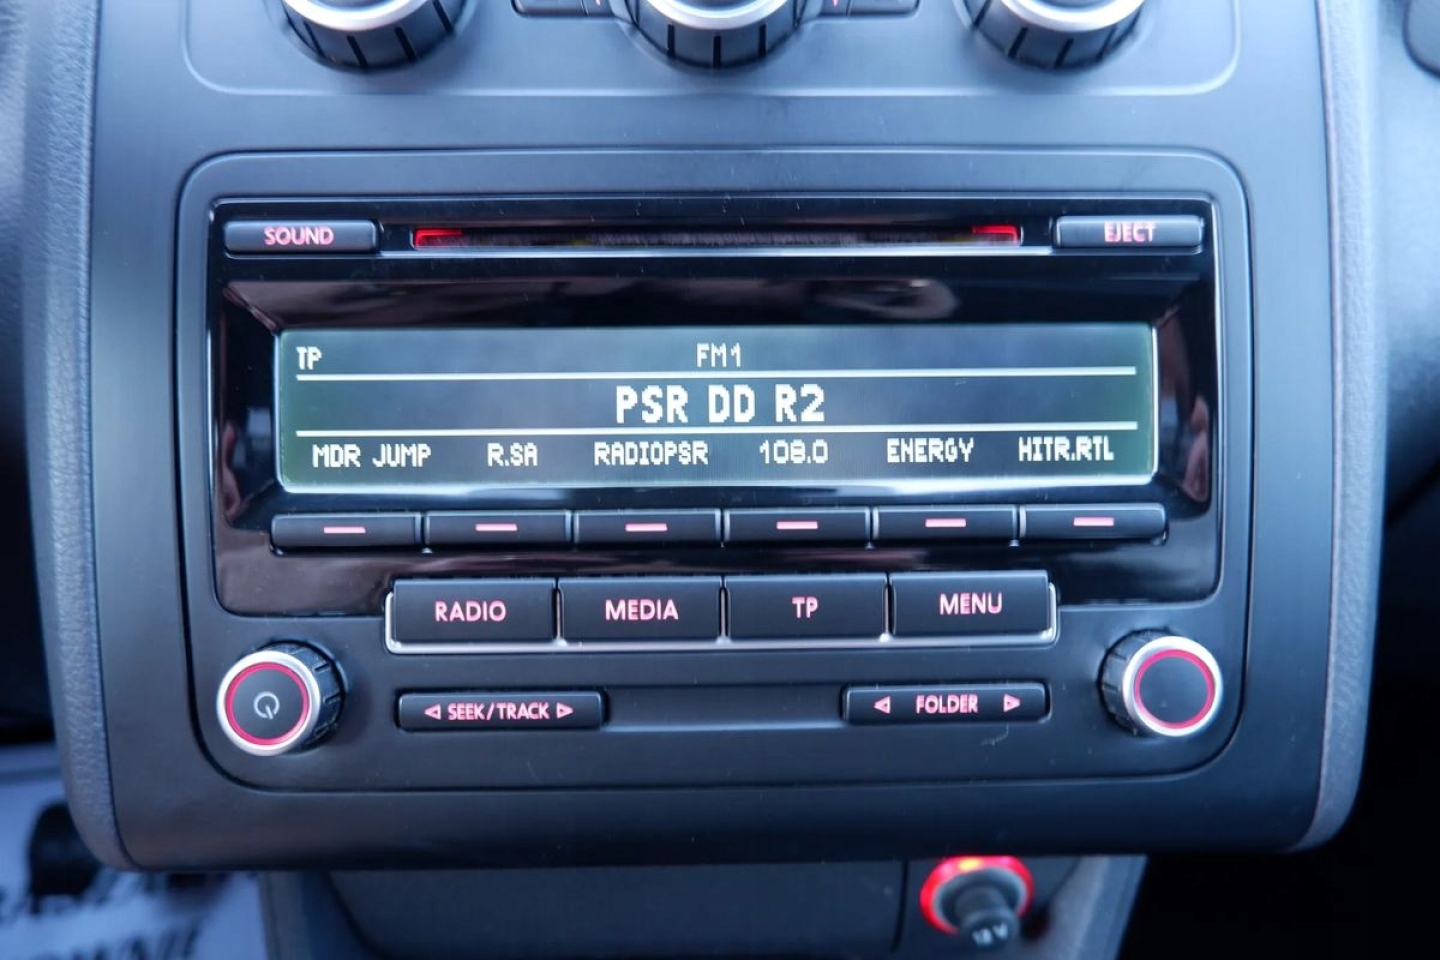 SOUND EJECT
TP FM1
PSR DD R2
MDR JUMP R.SA RADIOPSR 108.0 ENERGY HITR.RTL
RADIO MEDIA TP MENU
SEEK/TRACK FOLDER
12 V